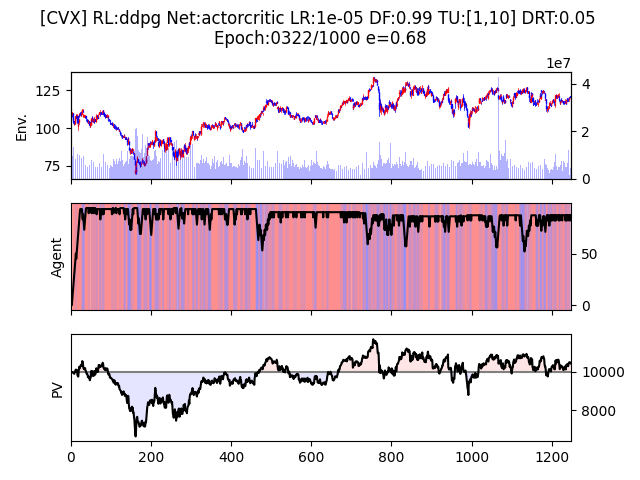 [CVX] RL:ddpg Net:actorcritic LR:1e-05 DF:0.99 TU:[1,10] DRT:0.05
Epoch:0322/1000 e=0.68
1e7
Env.
125
100
75
4
2
0
Agent
50
0
PV
10000
8000
0
200
400
600
800
1000
1200